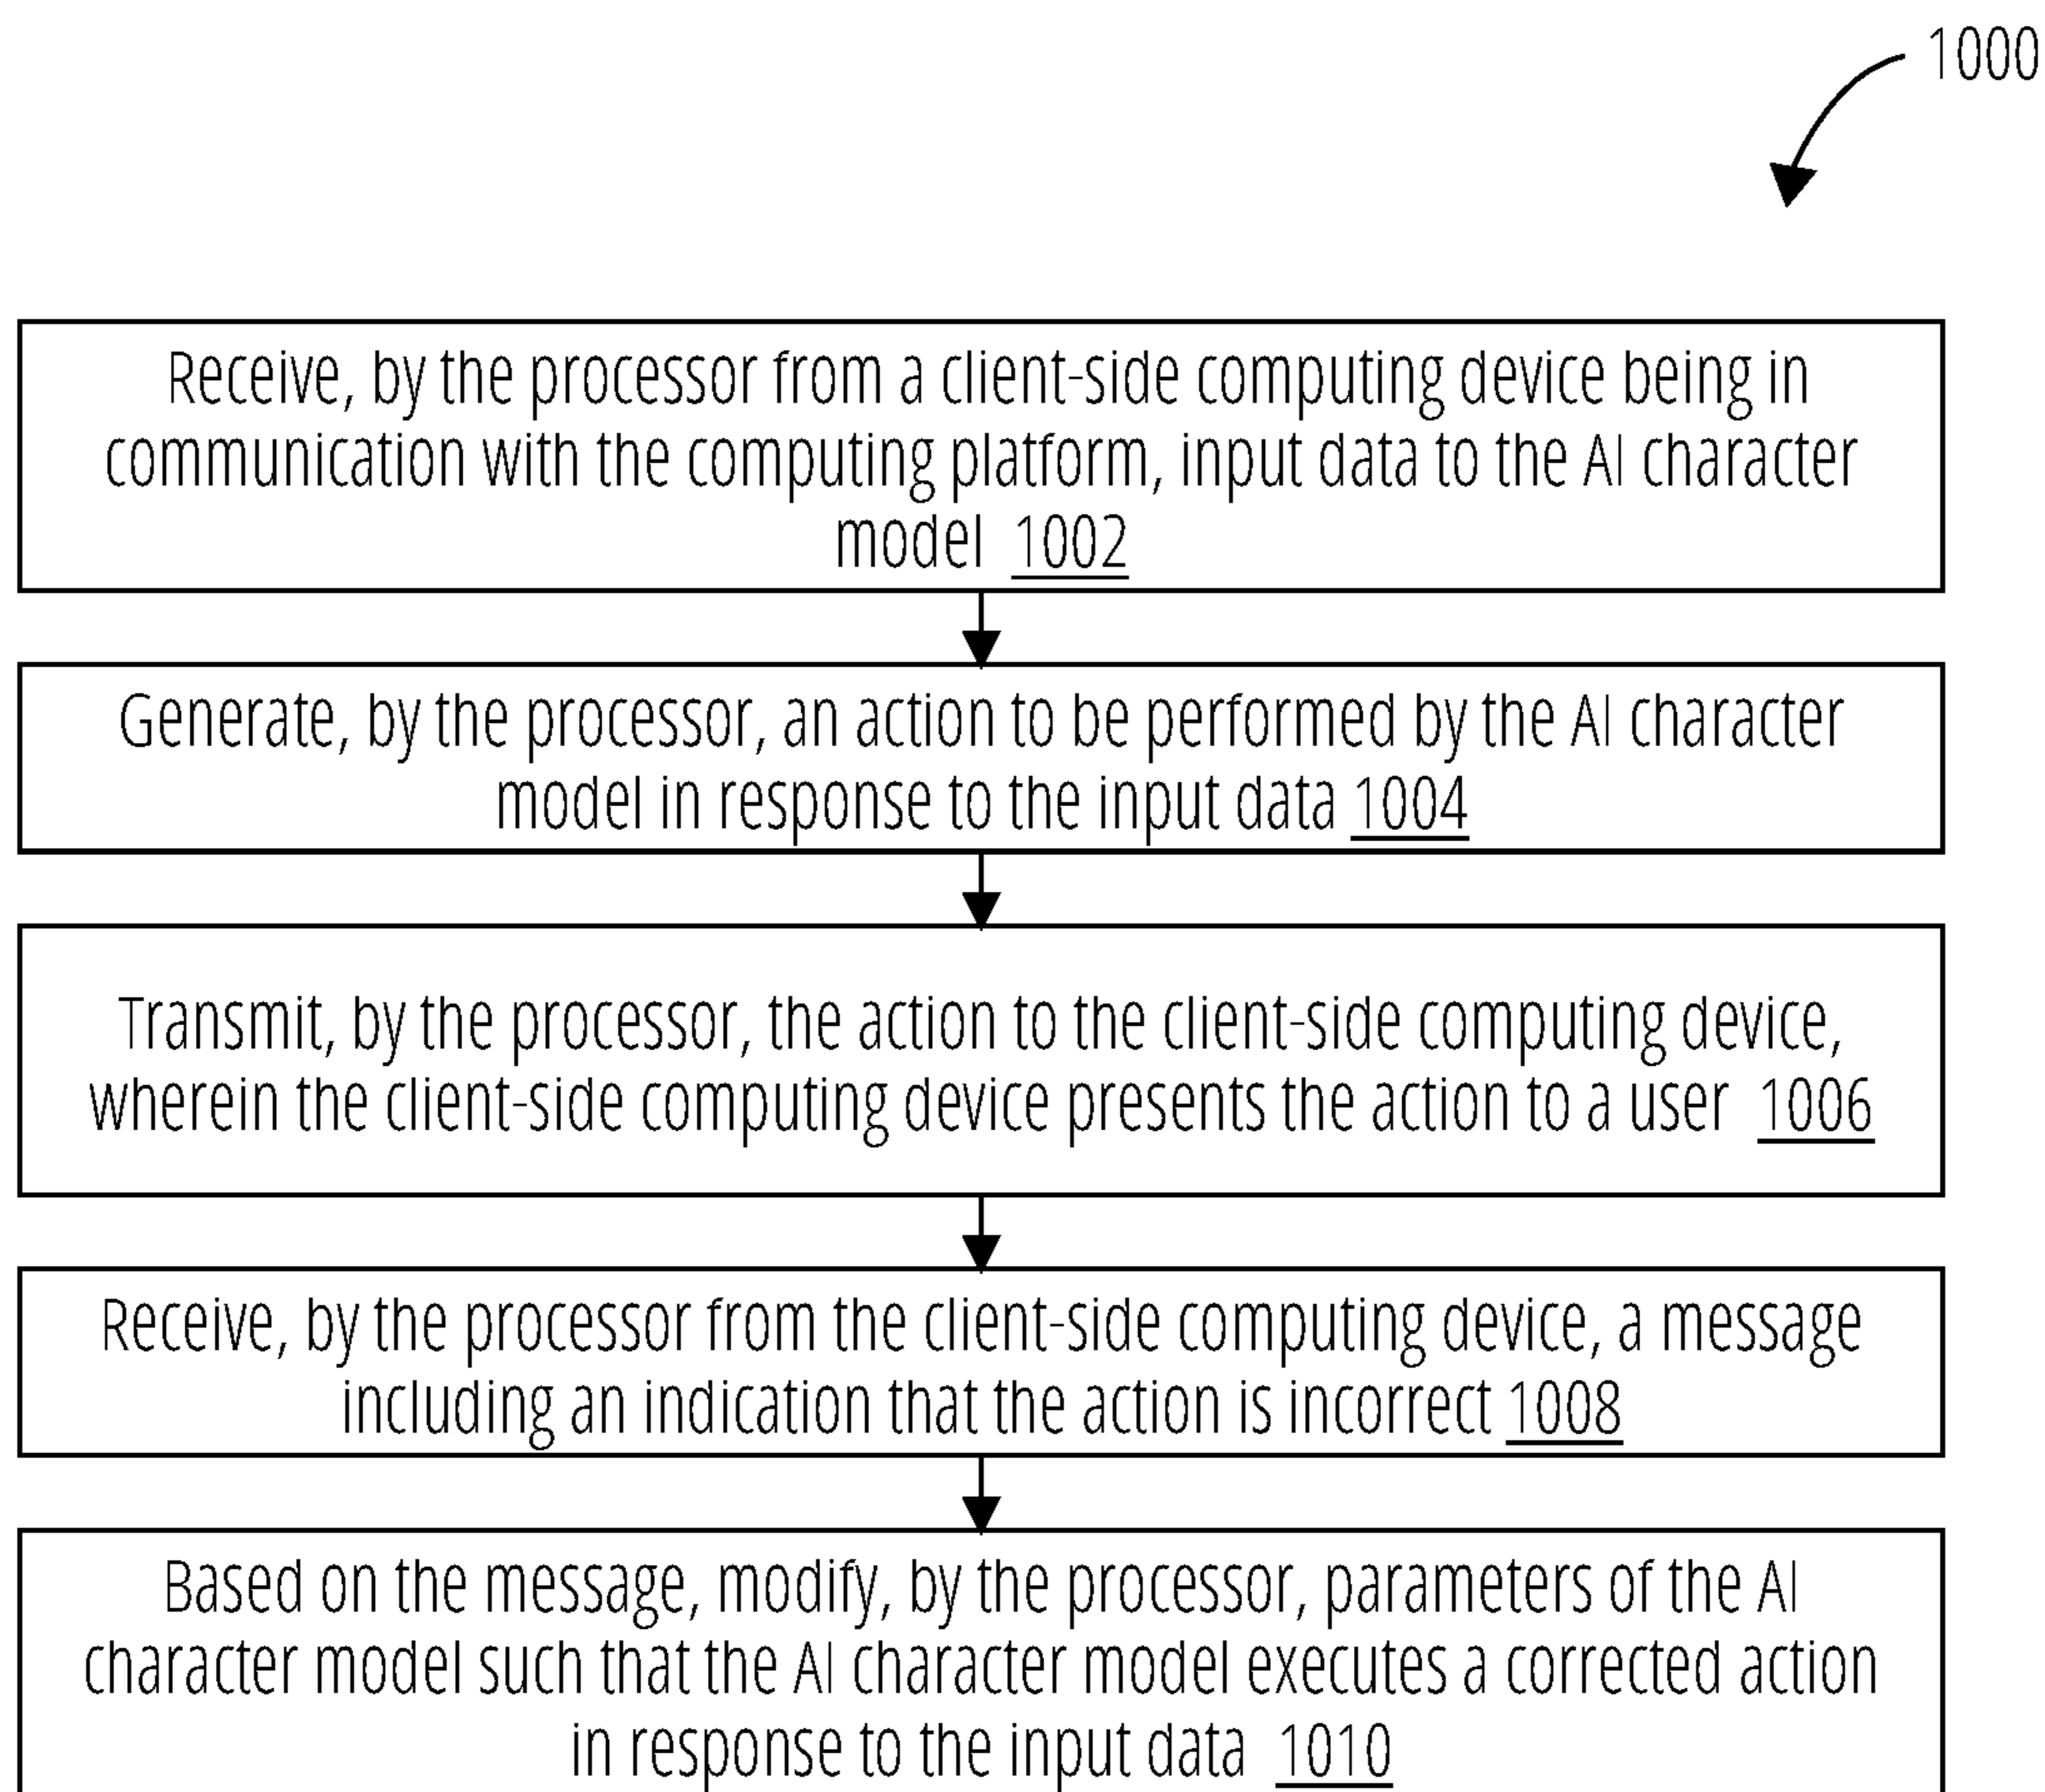 1000
Receive, by the processor from a client-side computing device being in
communication with the computing platform, input data to the AI character
model 1002
Generate, by the processor, an action to be performed by the AI character
model in response to the input data 1004
Transmit, by the processor, the action to the client-side computing device,
wherein the client-side computing device presents the action to a user 1006
Receive, by the processor from the client-side computing device, a message
including an indication that the action is incorrect 1008
Based on the message, modify, by the processor, parameters of the AI
character model such that the AI character model executes a corrected action
in response to the input data 1010